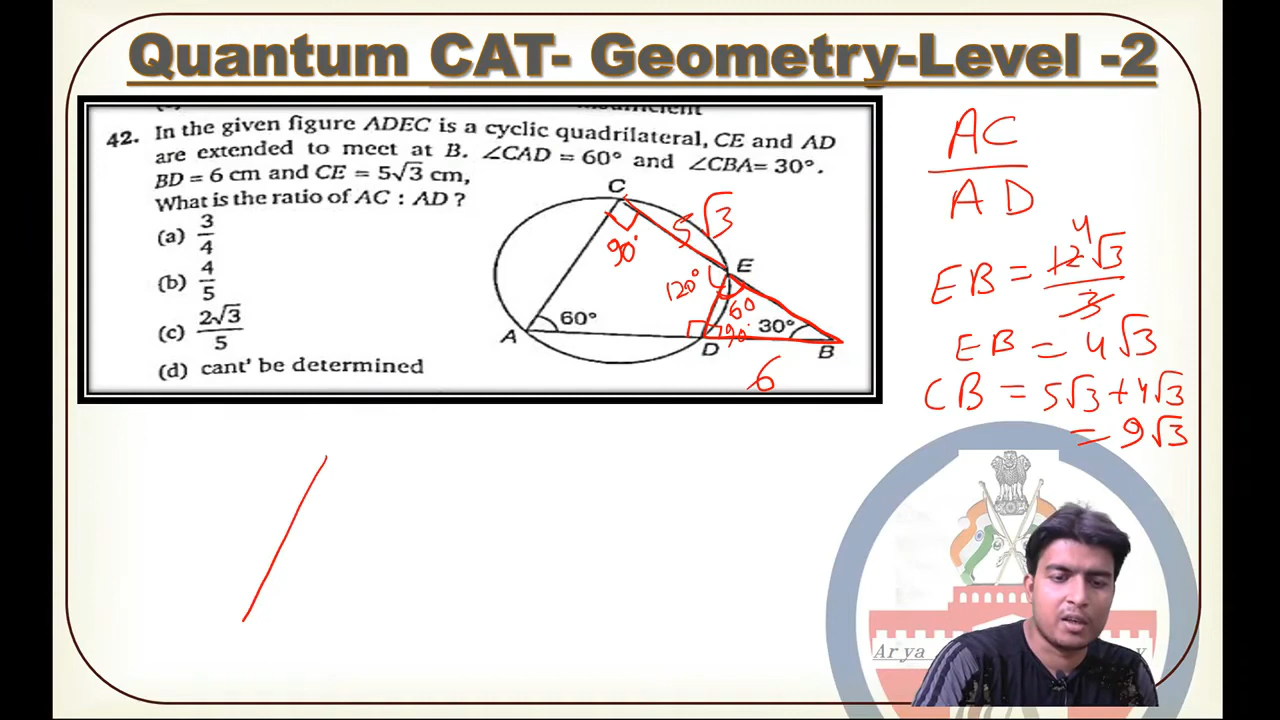 Quantum CAT- Geometry-Level -2
42. In the given figure ADEC is a cyclic quadrilateral, CE and AD
are extended to meet at B. ∠CAD = 60° and ∠CBA= 30°.
BD = 6 cm and CE = 5√3 cm,
What is the ratio of AC : AD ?
(a) 3/4
(b) 4/5
(c) 2√3/5
(d) cant' be determined
C
5√3
90°
E
120°
60
60°
90°
30°
A
D
B
6
AC
AD
EB = 12√3/3 4
EB = 4√3
CB = 5√3+4√3
= 9√3
Arya